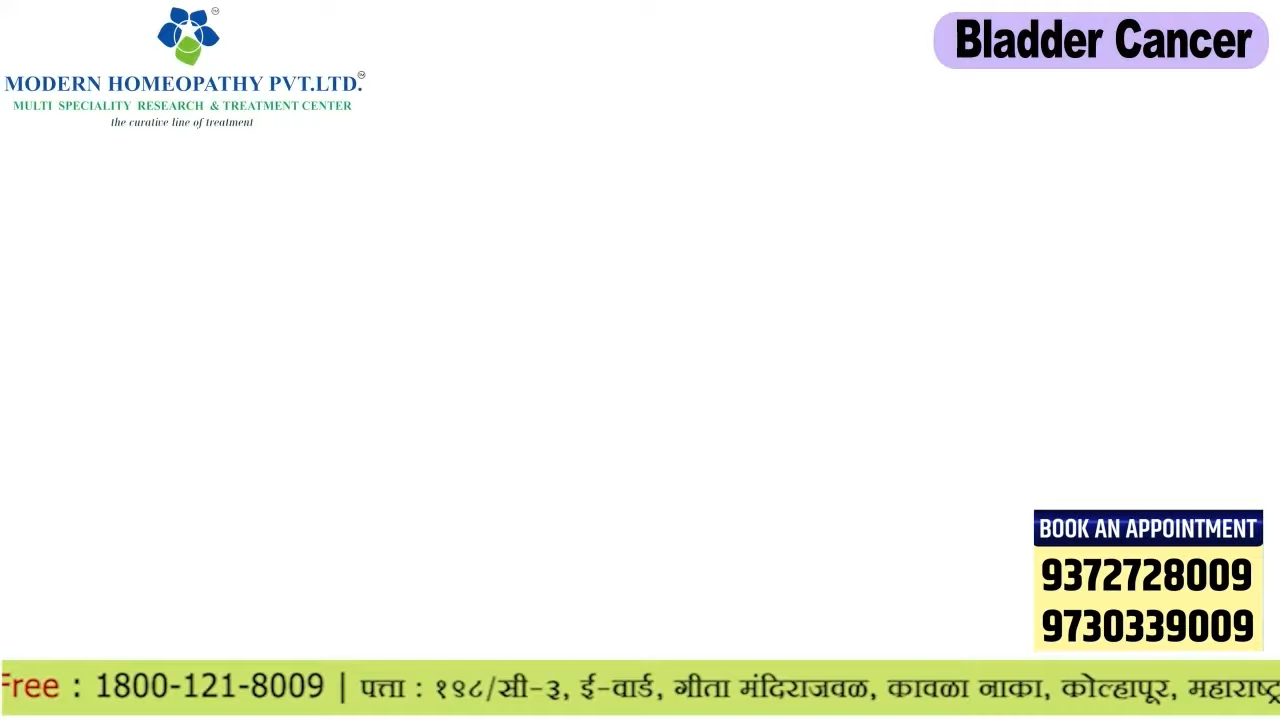 MODERN HOMEOPATHY PVT.LTD.
MULTI SPECIALITY RESEARCH & TREATMENT CENTER
the curative line of treatment
Bladder Cancer
BOOK AN APPOINTMENT
9372728009
9730339009
Free : 1800-121-8009 | पत्ता : १९८/सी-३, ई-वार्ड, गीता मंदिराजवळ, कावळा नाका, कोल्हापूर, महाराष्ट्र